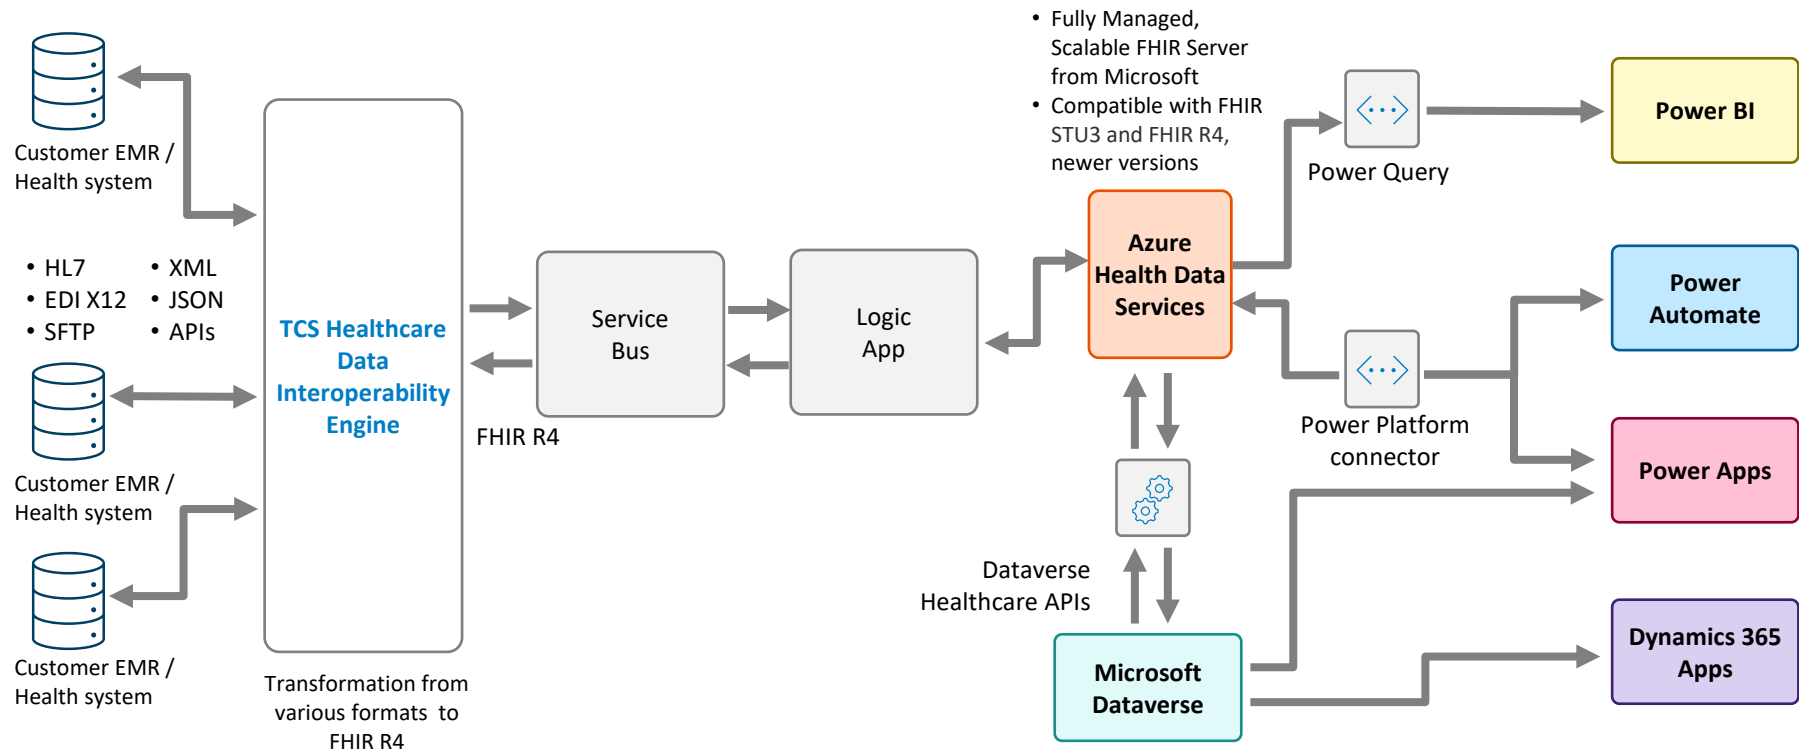 • Fully Managed,
Scalable FHIR Server
from Microsoft
• Compatible with FHIR
STU3 and FHIR R4,
newer versions
Customer EMR /
Health system
• HL7
• EDI X12
• SFTP
• XML
• JSON
• APIs
Customer EMR /
Health system
Customer EMR /
Health system
TCS Healthcare
Data
Interoperability
Engine
Transformation from
various formats to
FHIR R4
FHIR R4
Service
Bus
Logic
App
Azure
Health Data
Services
Dataverse
Healthcare APIs
Microsoft
Dataverse
Power Query
Power Platform
connector
Power BI
Power
Automate
Power Apps
Dynamics 365
Apps